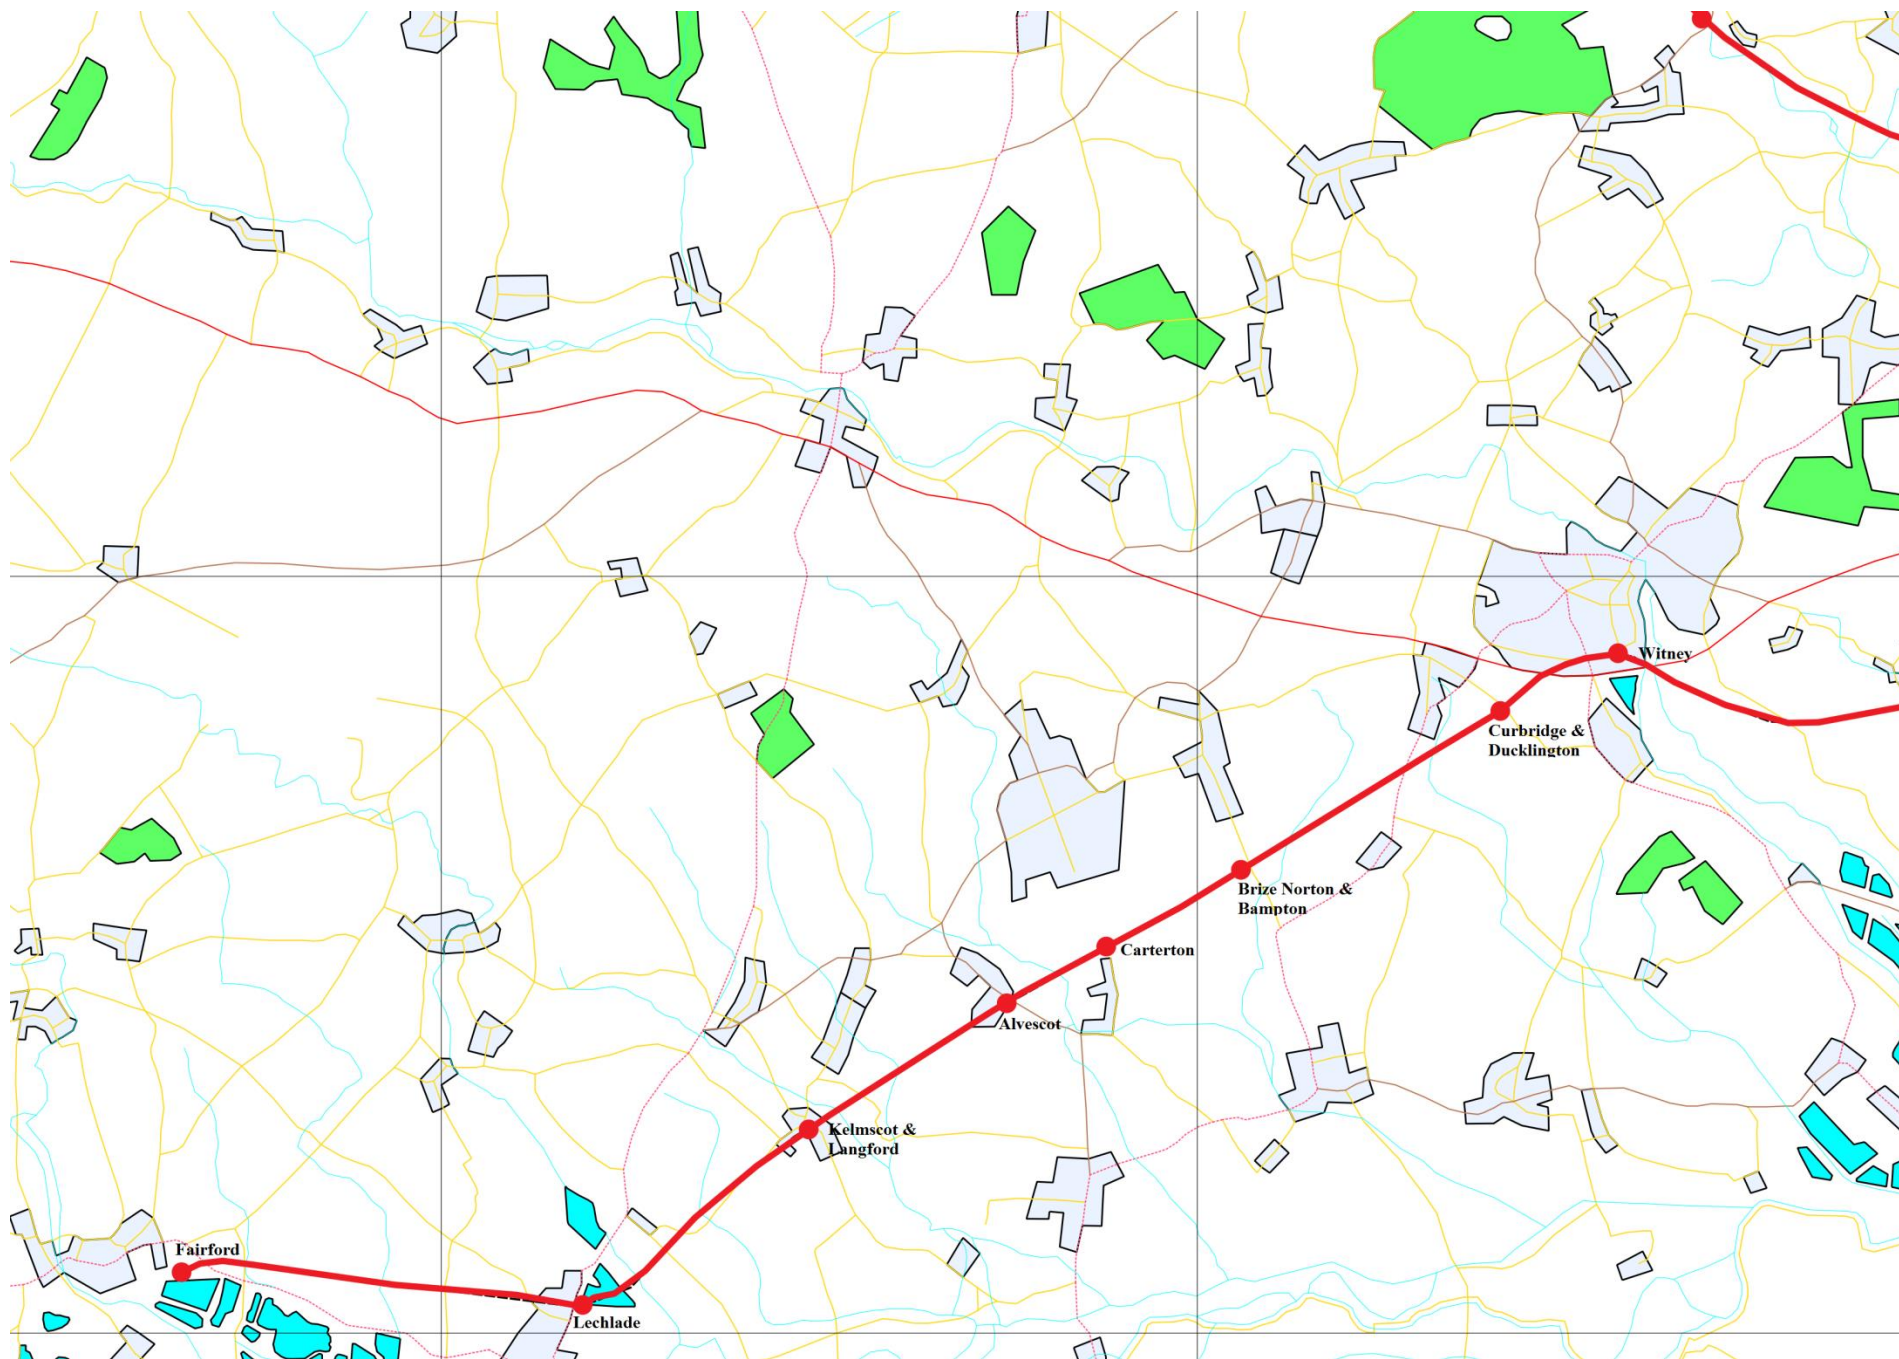 Witney
Curbridge &
Ducklington
Brize Norton &
Bampton
Carterton
Alvescot
Kelmscot &
Langford
Fairford
Lechlade